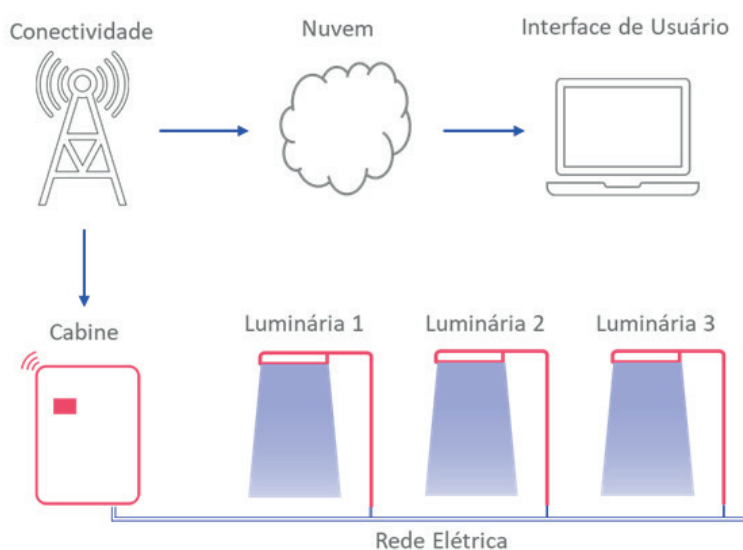 Conectividade
Nuvem
Interface de Usuário
Cabine
Luminária 1
Luminária 2
Luminária 3
Rede Elétrica